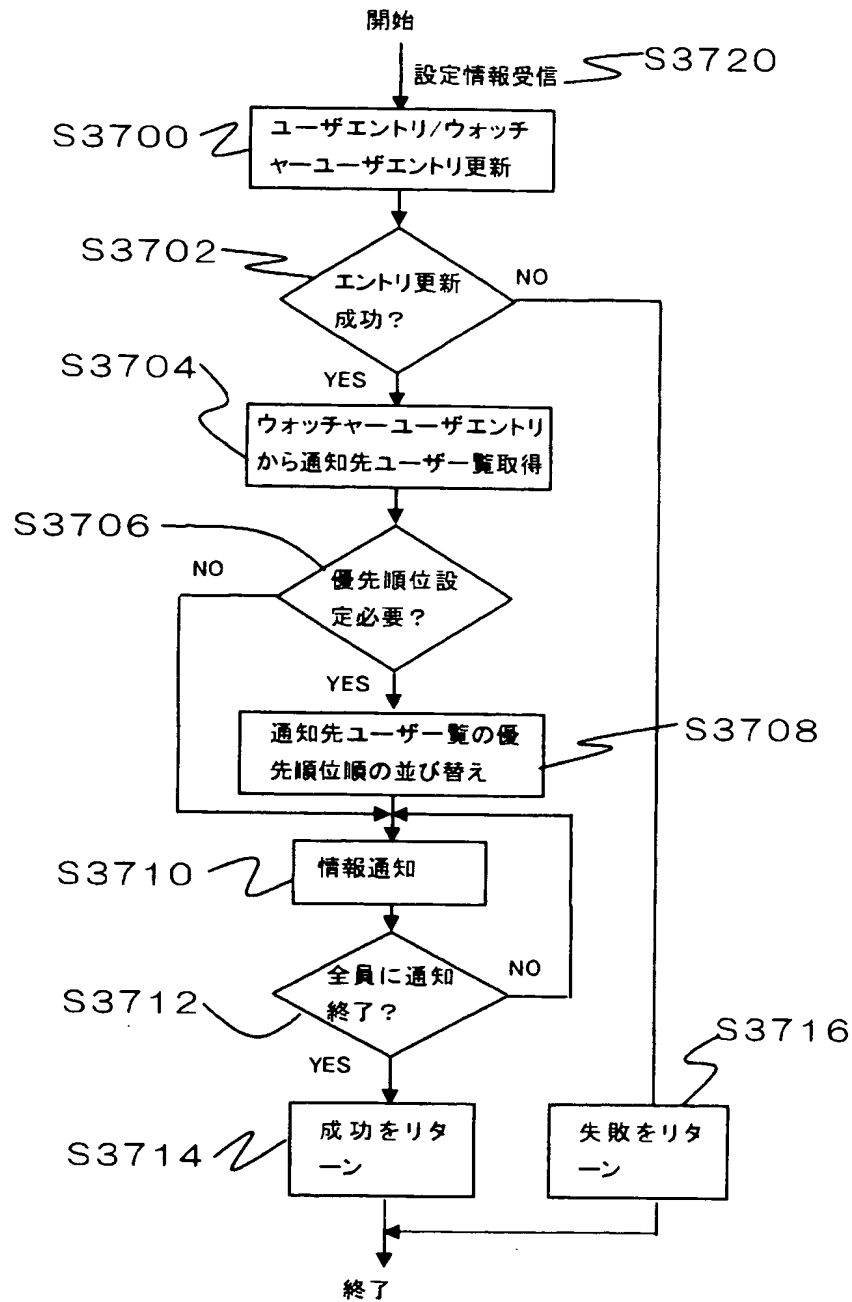 開始
設定情報受信
S3720
S3700
ユーザエントリ/ウォッチ
ャーユーザエントリ更新
S3702
エントリ更新
成功？
NO
YES
S3704
ウォッチャーユーザエントリ
から通知先ユーザ一覧取得
S3706
NO
優先順位設
定必要？
YES
通知先ユーザ一覧の優
先順位順の並び替え
S3708
S3710
情報通知
全員に通知
終了？
NO
S3712
YES
S3716
S3714
成功をリタ
ーン
失敗をリタ
ーン
終了